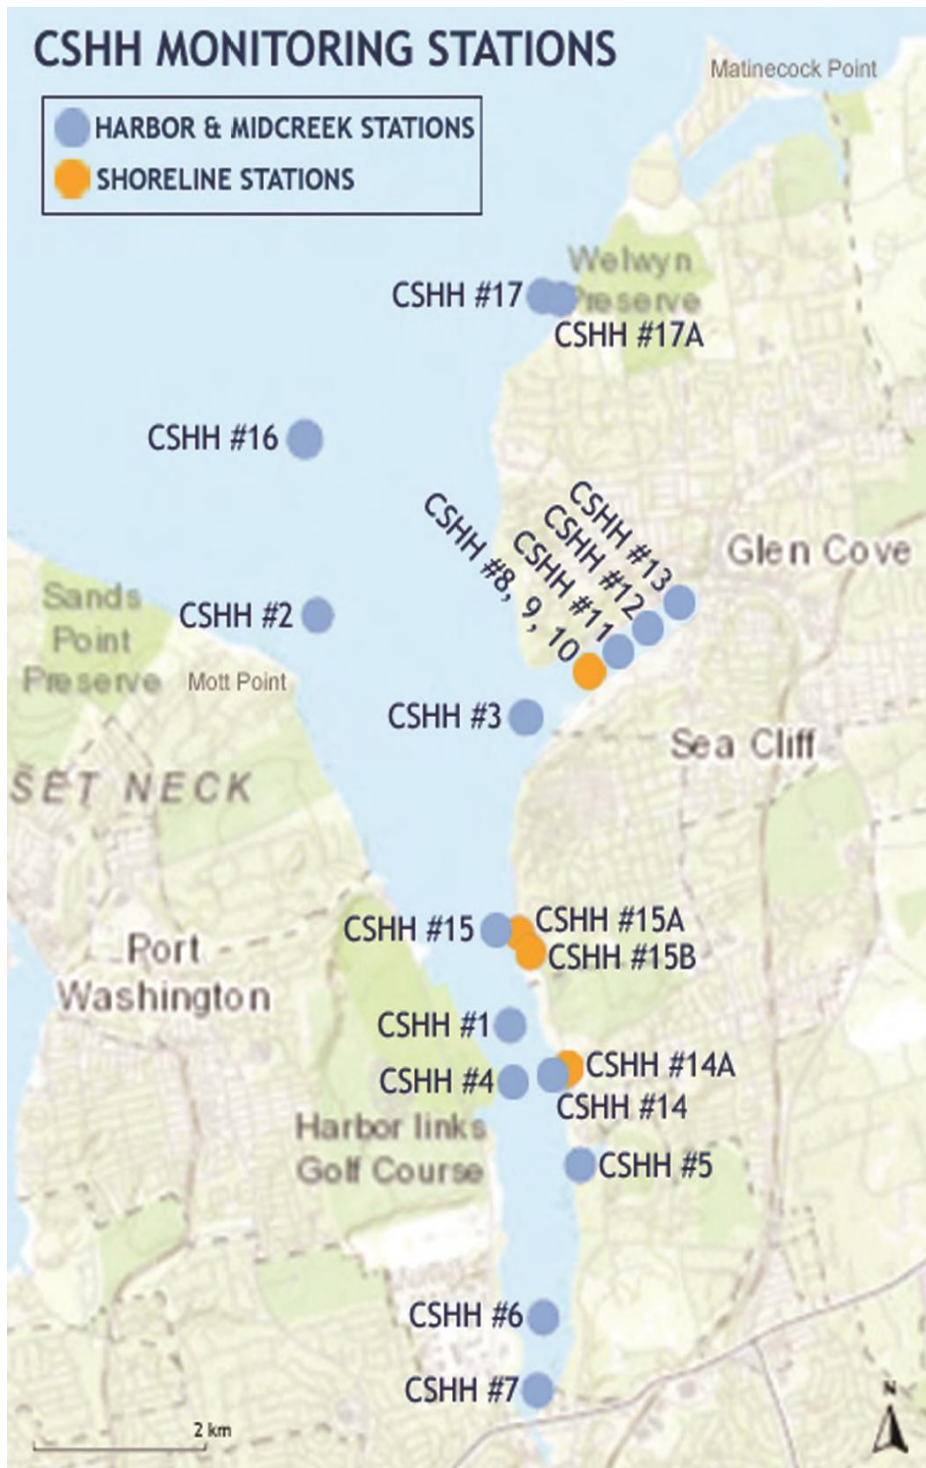 CSHH MONITORING STATIONS
HARBOR & MIDCREEK STATIONS
SHORELINE STATIONS
Matinecock Point
Welwyn
Preserve
CSHH #17
CSHH #17A
CSHH #16
CSHH #13
CSHH #12
CSHH #11
CSHH #8, 9, 10
Glen Cove
Sands
Point
Preserve
CSHH #2
Mott Point
CSHH #3
Sea Cliff
SET NECK
CSHH #15
CSHH #15A
CSHH #15B
Port
Washington
CSHH #1
CSHH #4
CSHH #14A
CSHH #14
Harbor links
Golf Course
CSHH #5
CSHH #6
CSHH #7
2 km
N